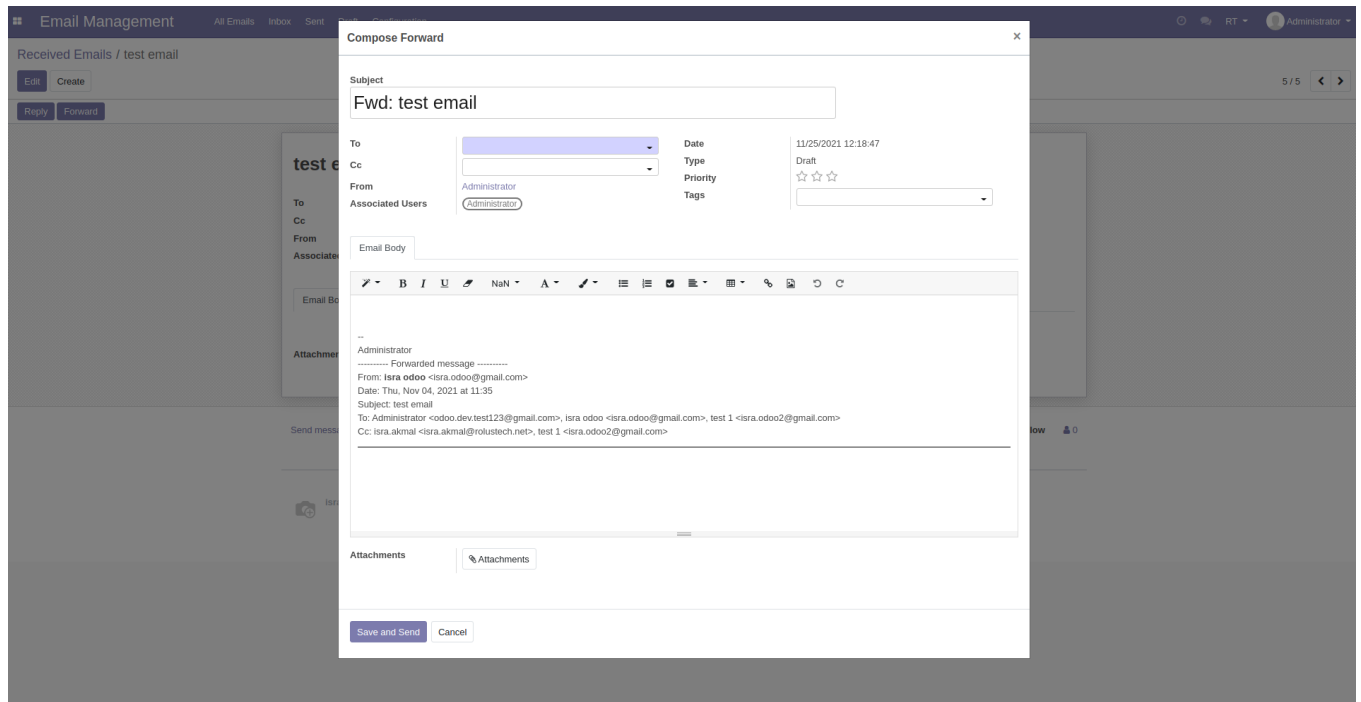 Email Management All Emails Inbox Sent Draft Configuration RT Administrator
Received Emails / test email
Edit Create 5 / 5
Reply Forward
Compose Forward ×
Subject
Fwd: test email
To
Cc
From Administrator
Associated Users Administrator
Date 11/25/2021 12:18:47
Type Draft
Priority
Tags
Email Body
B I U NaN A
--
Administrator
---------- Forwarded message ----------
From: isra odoo <isra.odoo@gmail.com>
Date: Thu, Nov 04, 2021 at 11:35
Subject: test email
To: Administrator <odoo.dev.test123@gmail.com>, isra odoo <isra.odoo@gmail.com>, test 1 <isra.odoo2@gmail.com>
Cc: isra.akmal <isra.akmal@rolustech.net>, test 1 <isra.odoo2@gmail.com>
Attachments Attachments
Save and Send Cancel
test e
To
Cc
From
Associate
Email Bo
Attachmen
Send messa
low 0
isra